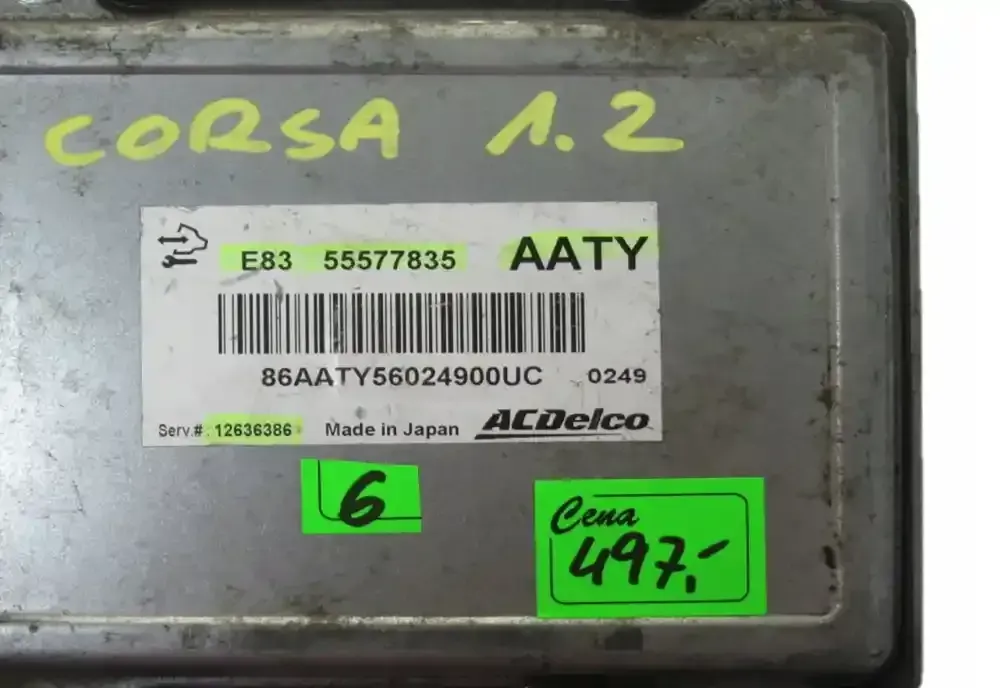 CORSA 1.2
E83 55577835 AATY
86AATY56024900UC 0249
Serv.#: 12636386 Made in Japan ACDelco
6
Cena
497,-